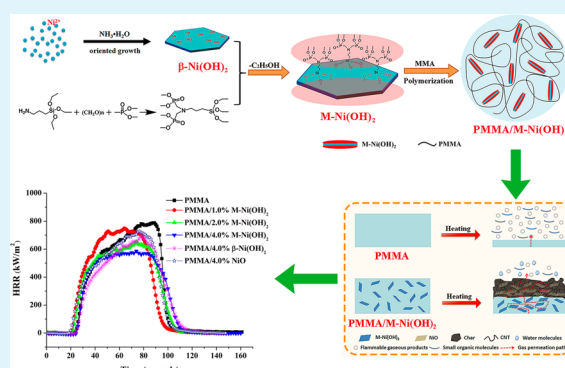 Ni²⁺
NH₃•H₂O
oriented growth
β-Ni(OH)₂
-C₂H₅OH
MMA
Polymerization
M-Ni(OH)₂
H₂N
+ (CH₂O)n +
PMMA/M-Ni(OH)
M-Ni(OH)₂
PMMA
HRR (kW/m²)
1000
800
600
400
200
0
0 20 40 60 80 100 120 140 160
PMMA
PMMA/1.0% M-Ni(OH)₂
PMMA/2.0% M-Ni(OH)₂
PMMA/4.0% M-Ni(OH)₂
PMMA/4.0% β-Ni(OH)₂
PMMA/4.0% NiO
Heating
PMMA
Heating
PMMA/M-Ni(OH)₂
M-Ni(OH)₂ NiO Char CNT Water molecules
Flammable gaseous products Small organic molecules Gas permeation path